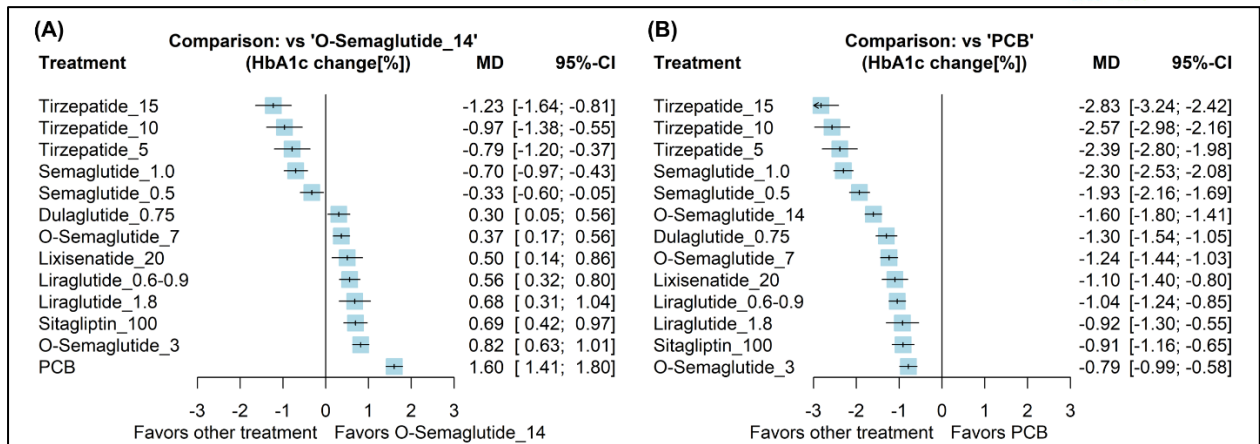 (A)
Comparison: vs 'O-Semaglutide_14'
Treatment (HbA1c change[%]) MD 95%-CI
Tirzepatide_15 -1.23 [-1.64; -0.81]
Tirzepatide_10 -0.97 [-1.38; -0.55]
Tirzepatide_5 -0.79 [-1.20; -0.37]
Semaglutide_1.0 -0.70 [-0.97; -0.43]
Semaglutide_0.5 -0.33 [-0.60; -0.05]
Dulaglutide_0.75 0.30 [ 0.05; 0.56]
O-Semaglutide_7 0.37 [ 0.17; 0.56]
Lixisenatide_20 0.50 [ 0.14; 0.86]
Liraglutide_0.6-0.9 0.56 [ 0.32; 0.80]
Liraglutide_1.8 0.68 [ 0.31; 1.04]
Sitagliptin_100 0.69 [ 0.42; 0.97]
O-Semaglutide_3 0.82 [ 0.63; 1.01]
PCB 1.60 [ 1.41; 1.80]
-3 -2 -1 0 1 2 3
Favors other treatment Favors O-Semaglutide_14
(B)
Comparison: vs 'PCB'
Treatment (HbA1c change[%]) MD 95%-CI
Tirzepatide_15 -2.83 [-3.24; -2.42]
Tirzepatide_10 -2.57 [-2.98; -2.16]
Tirzepatide_5 -2.39 [-2.80; -1.98]
Semaglutide_1.0 -2.30 [-2.53; -2.08]
Semaglutide_0.5 -1.93 [-2.16; -1.69]
O-Semaglutide_14 -1.60 [-1.80; -1.41]
Dulaglutide_0.75 -1.30 [-1.54; -1.05]
O-Semaglutide_7 -1.24 [-1.44; -1.03]
Lixisenatide_20 -1.10 [-1.40; -0.80]
Liraglutide_0.6-0.9 -1.04 [-1.24; -0.85]
Liraglutide_1.8 -0.92 [-1.30; -0.55]
Sitagliptin_100 -0.91 [-1.16; -0.65]
O-Semaglutide_3 -0.79 [-0.99; -0.58]
-3 -2 -1 0 1 2 3
Favors other treatment Favors PCB